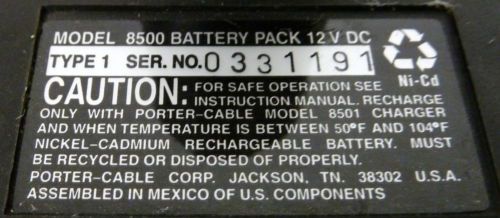 MODEL 8500 BATTERY PACK 12 V DC
TYPE 1 SER. NO. 0331191
Ni-Cd
CAUTION: FOR SAFE OPERATION SEE
INSTRUCTION MANUAL. RECHARGE
ONLY WITH PORTER-CABLE MODEL 8501 CHARGER
AND WHEN TEMPERATURE IS BETWEEN 50°F AND 104°F
NICKEL-CADMIUM RECHARGEABLE BATTERY. MUST
BE RECYCLED OR DISPOSED OF PROPERLY.
PORTER-CABLE CORP. JACKSON, TN. 38302 U.S.A.
ASSEMBLED IN MEXICO OF U.S. COMPONENTS